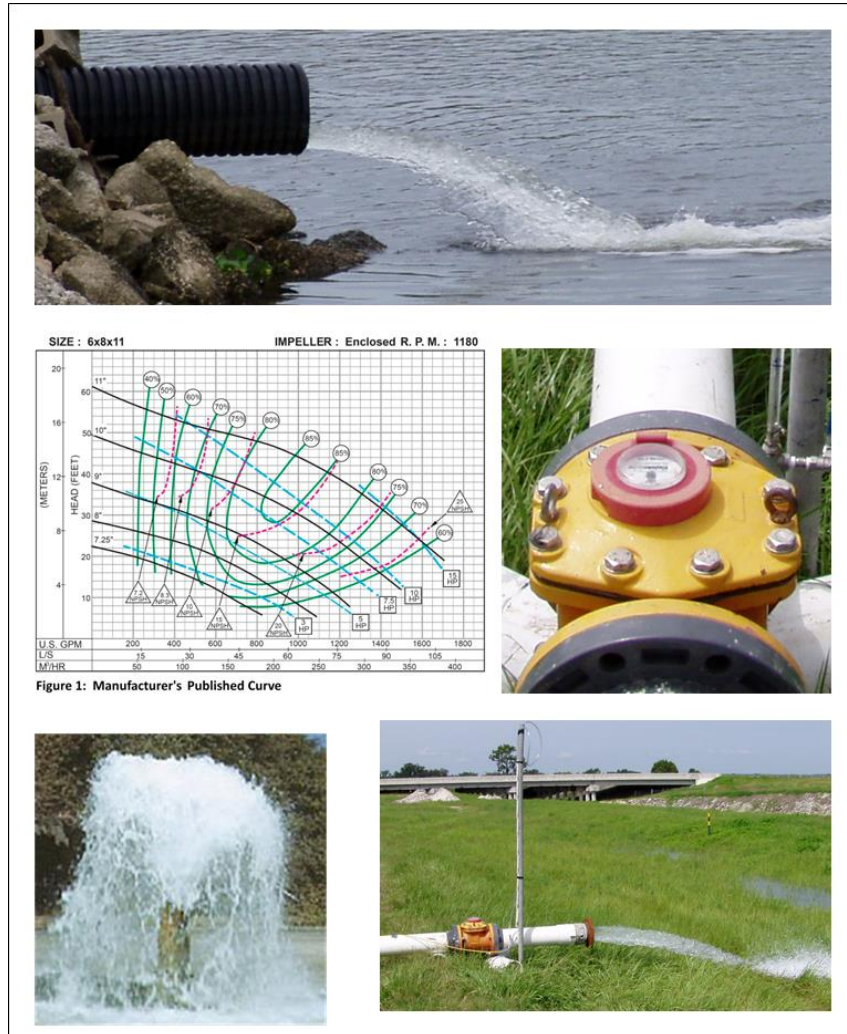 SIZE : 6x8x11 IMPELLER : Enclosed R. P. M. : 1180
20
16
12
8
4
(METERS)
HEAD (FEET)
60
50
40
30
20
10
11"
10"
9"
8"
7.25"
40%
50%
60%
70%
75%
80%
85%
85%
80%
75%
70%
60%
25
NPSH
7.2
NPSH
8.5
NPSH
10
NPSH
15
NPSH
20
NPSH
3
HP
5
HP
7.5
HP
10
HP
15
HP
U.S. GPM 200 400 600 800 1000 1200 1400 1600 1800
L/S 15 30 45 60 75 90 105
M³/HR 50 100 150 200 250 300 350 400
Figure 1: Manufacturer's Published Curve